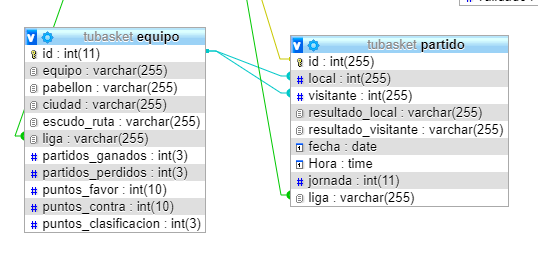 tubasket equipo
id : int(11)
equipo : varchar(255)
pabellon : varchar(255)
ciudad : varchar(255)
escudo_ruta : varchar(255)
liga : varchar(255)
partidos_ganados : int(3)
partidos_perdidos : int(3)
puntos_favor : int(10)
puntos_contra : int(10)
puntos_clasificacion : int(3)
tubasket partido
id : int(255)
local : int(255)
visitante : int(255)
resultado_local : varchar(255)
resultado_visitante : varchar(255)
fecha : date
Hora : time
jornada : int(11)
liga : varchar(255)